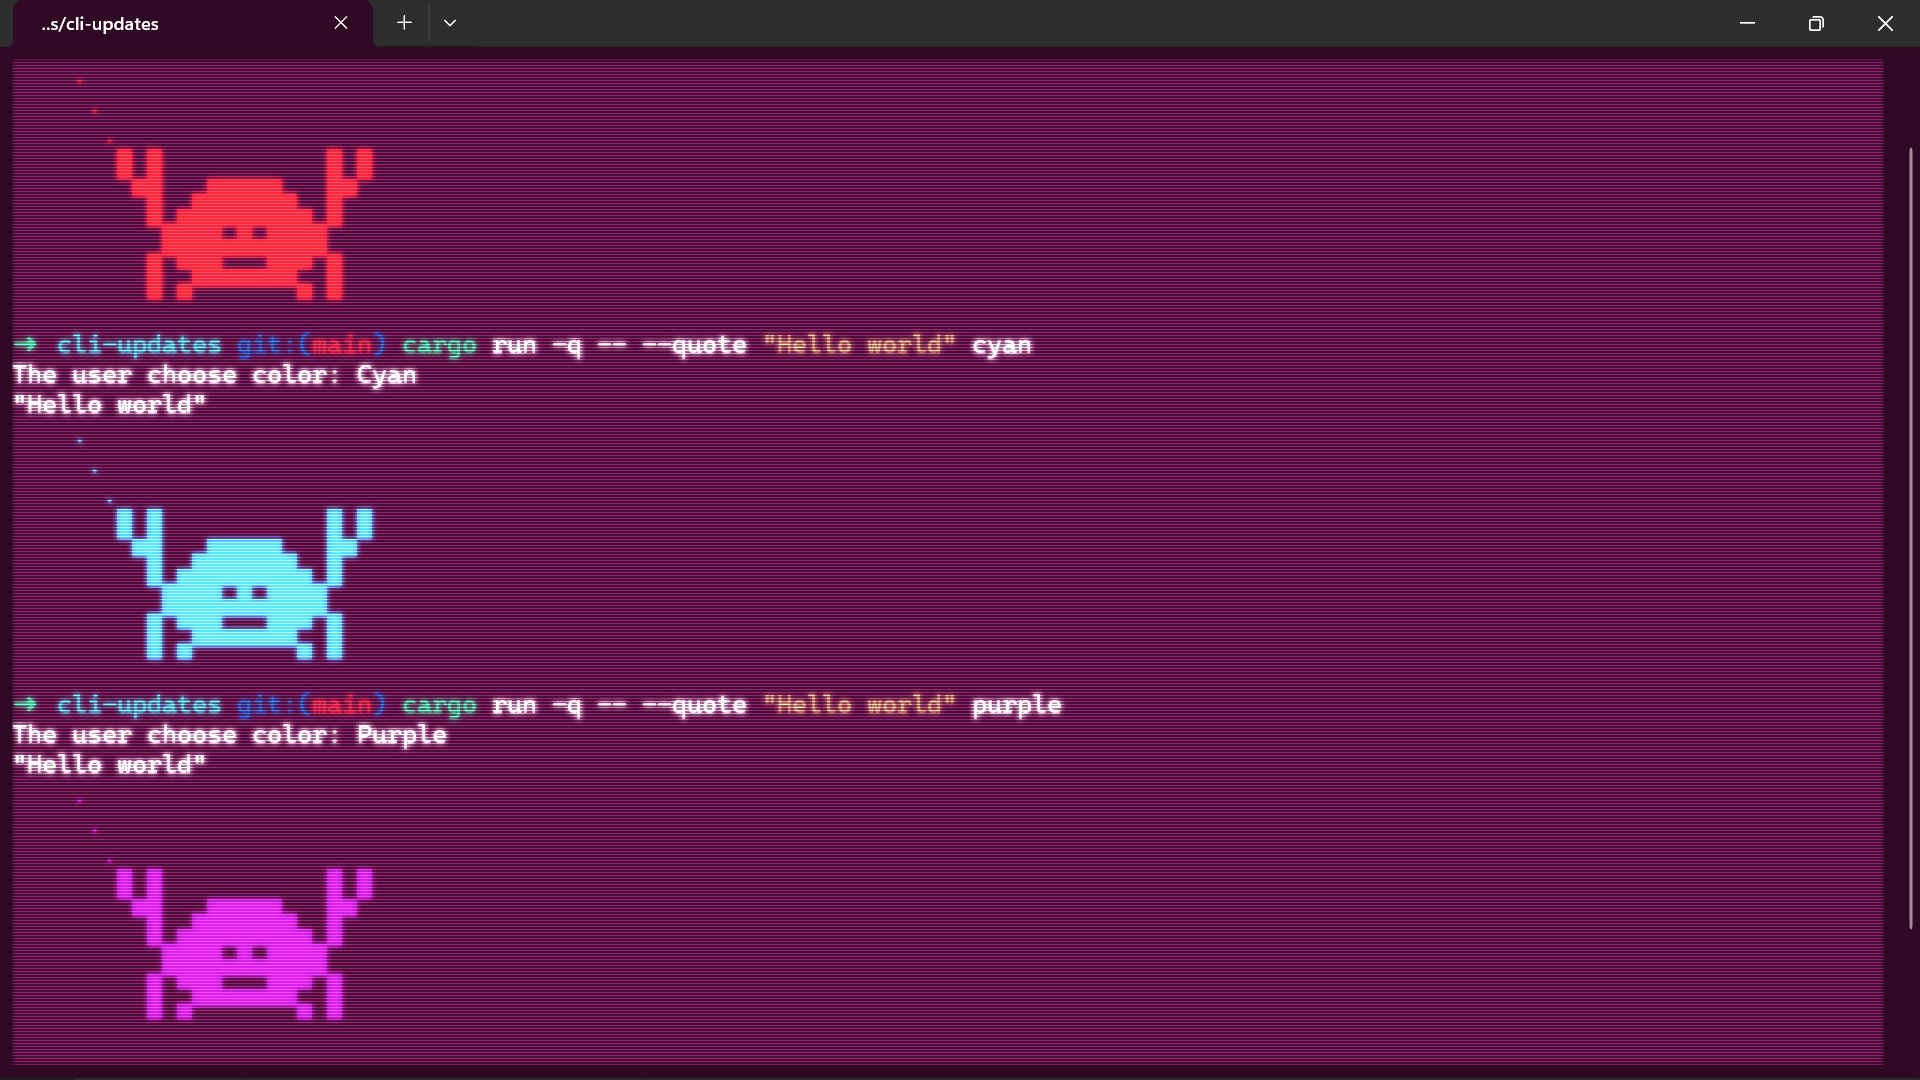 ..s/cli-updates
→ cli-updates git:(main) cargo run -q -- --quote "Hello world" cyan
The user choose color: Cyan
"Hello world"
→ cli-updates git:(main) cargo run -q -- --quote "Hello world" purple
The user choose color: Purple
"Hello world"